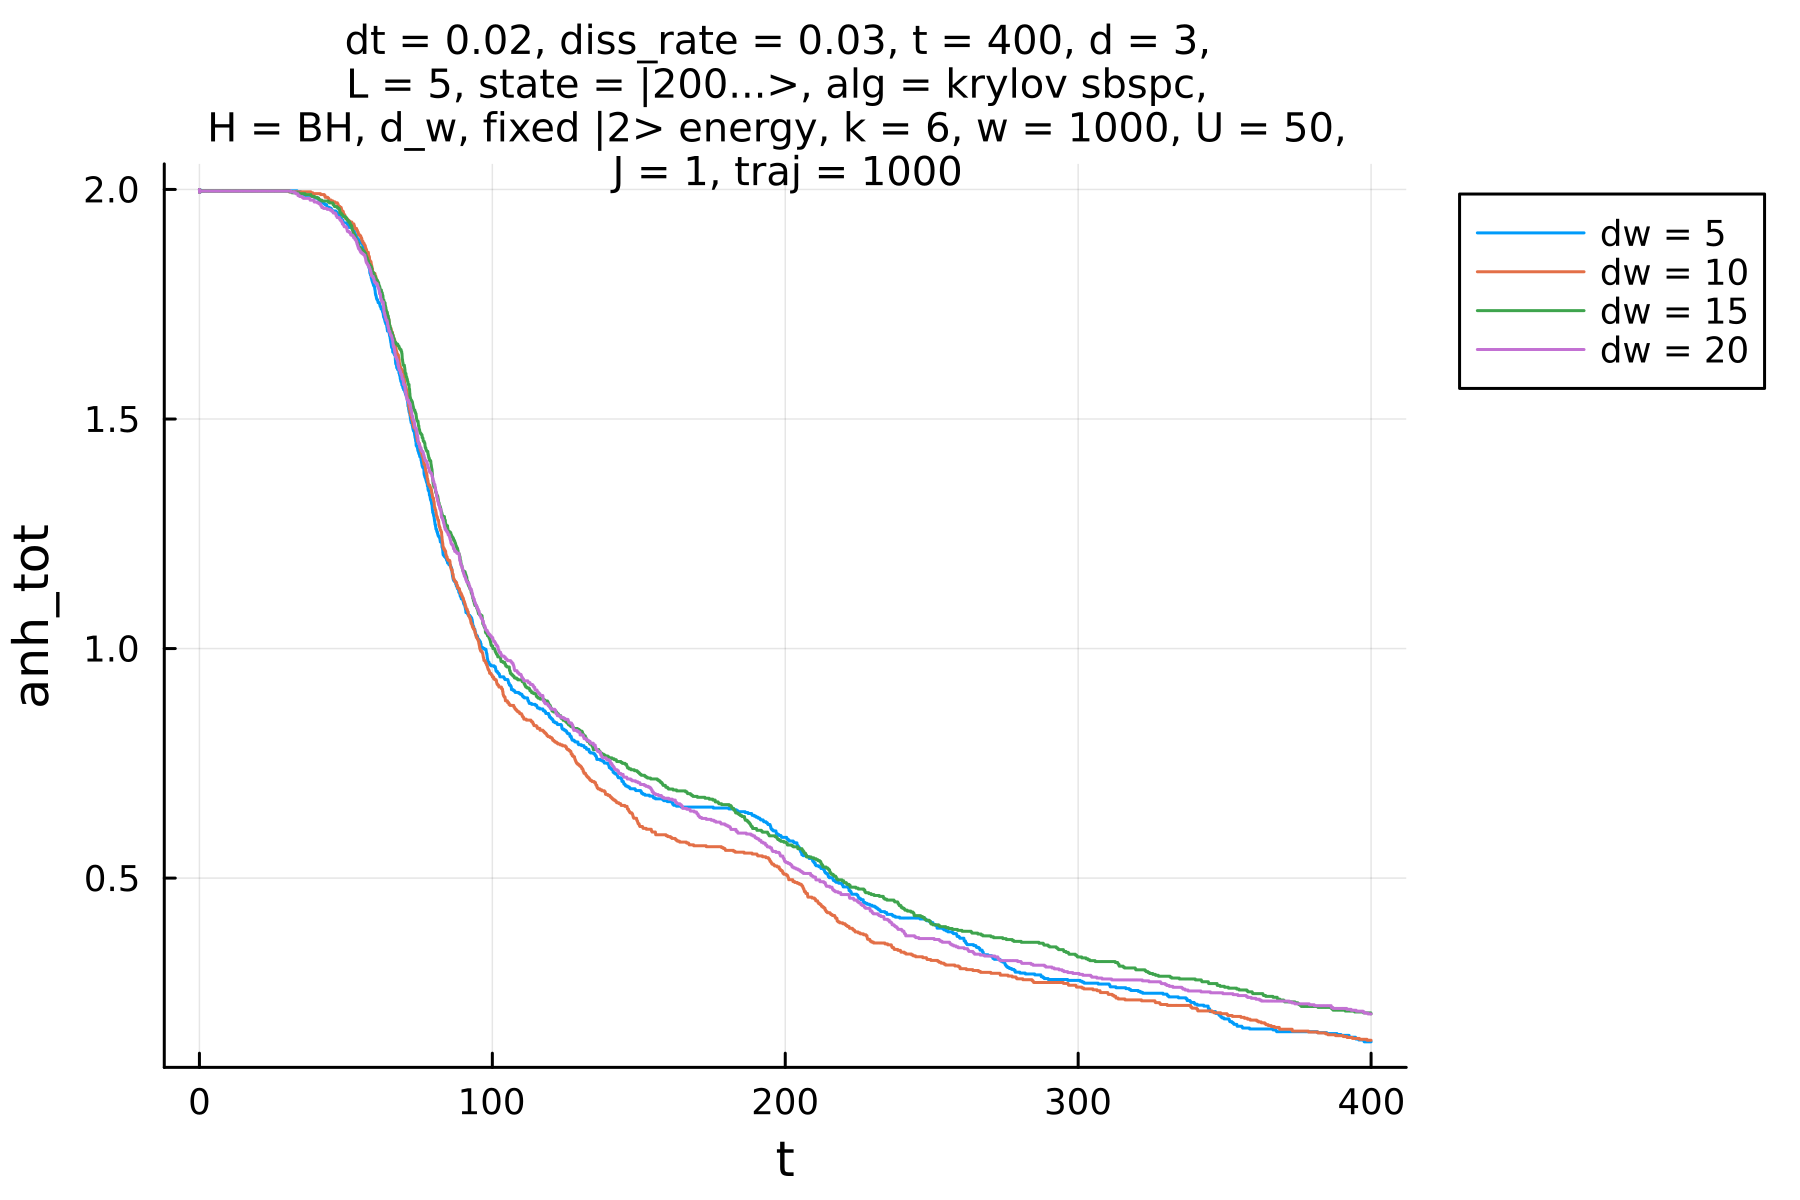 dt = 0.02, diss_rate = 0.03, t = 400, d = 3,
L = 5, state = |200...>, alg = krylov sbspc,
H = BH, d_w, fixed |2> energy, k = 6, w = 1000, U = 50,
J = 1, traj = 1000
2.0
1.5
1.0
0.5
anh_tot
0
100
200
300
400
t
dw = 5
dw = 10
dw = 15
dw = 20